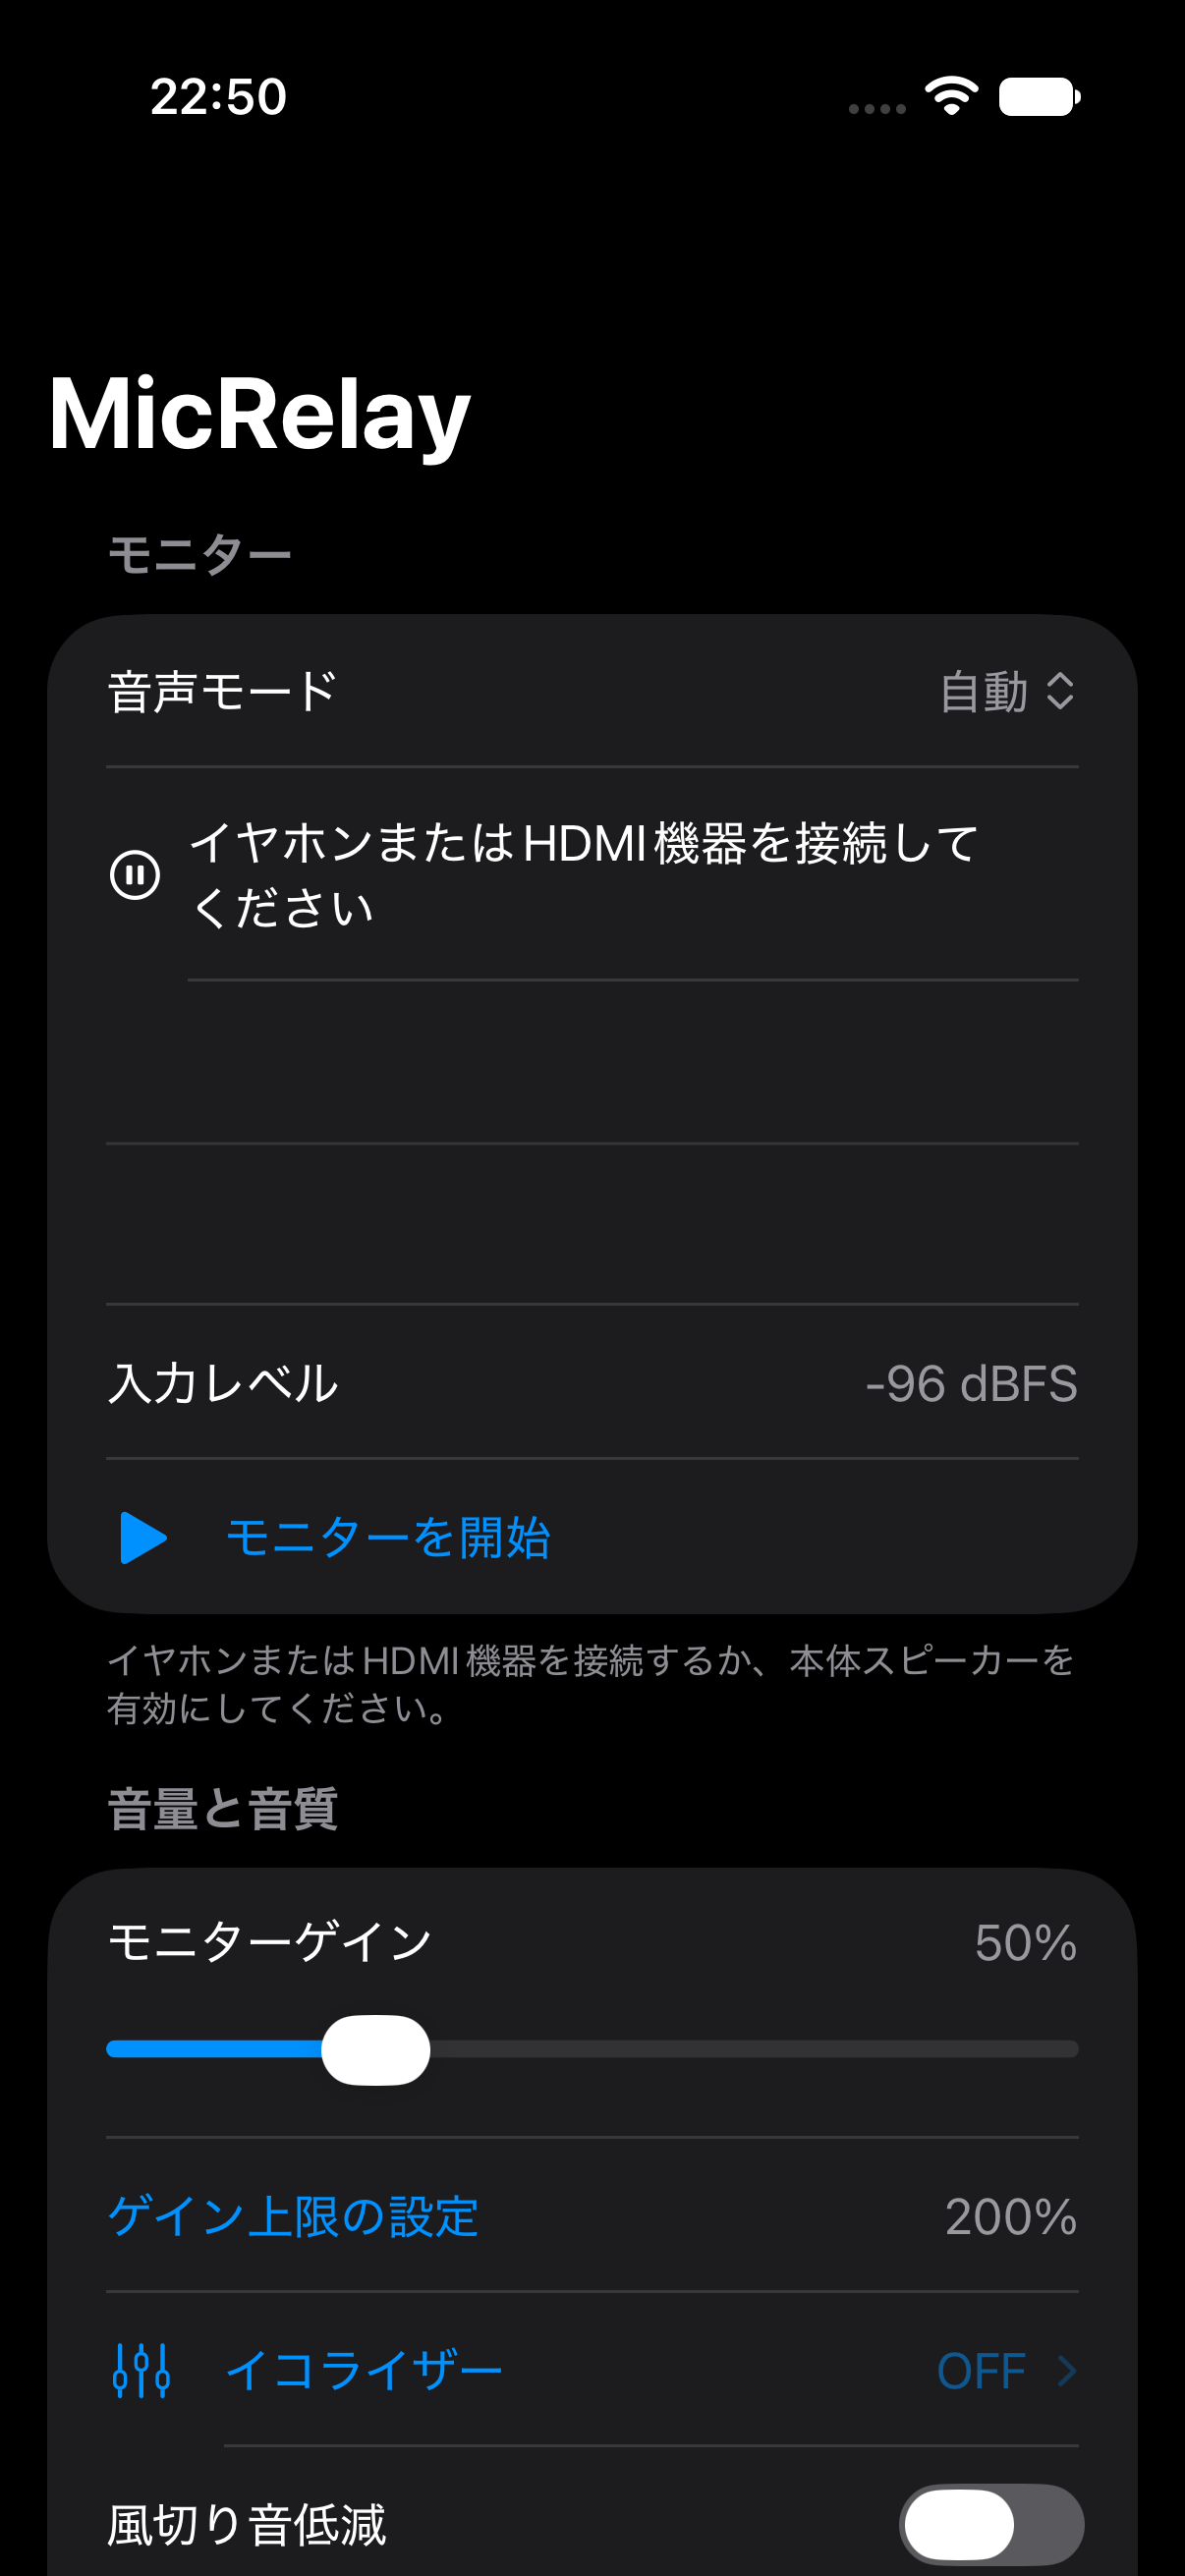 22:50
MicRelay
モニター
音声モード 自動
イヤホンまたはHDMI機器を接続して
ください
入力レベル -96 dBFS
モニターを開始
イヤホンまたはHDMI機器を接続するか、本体スピーカーを
有効にしてください。
音量と音質
モニターゲイン 50%
ゲイン上限の設定 200%
イコライザー OFF
風切り音低減